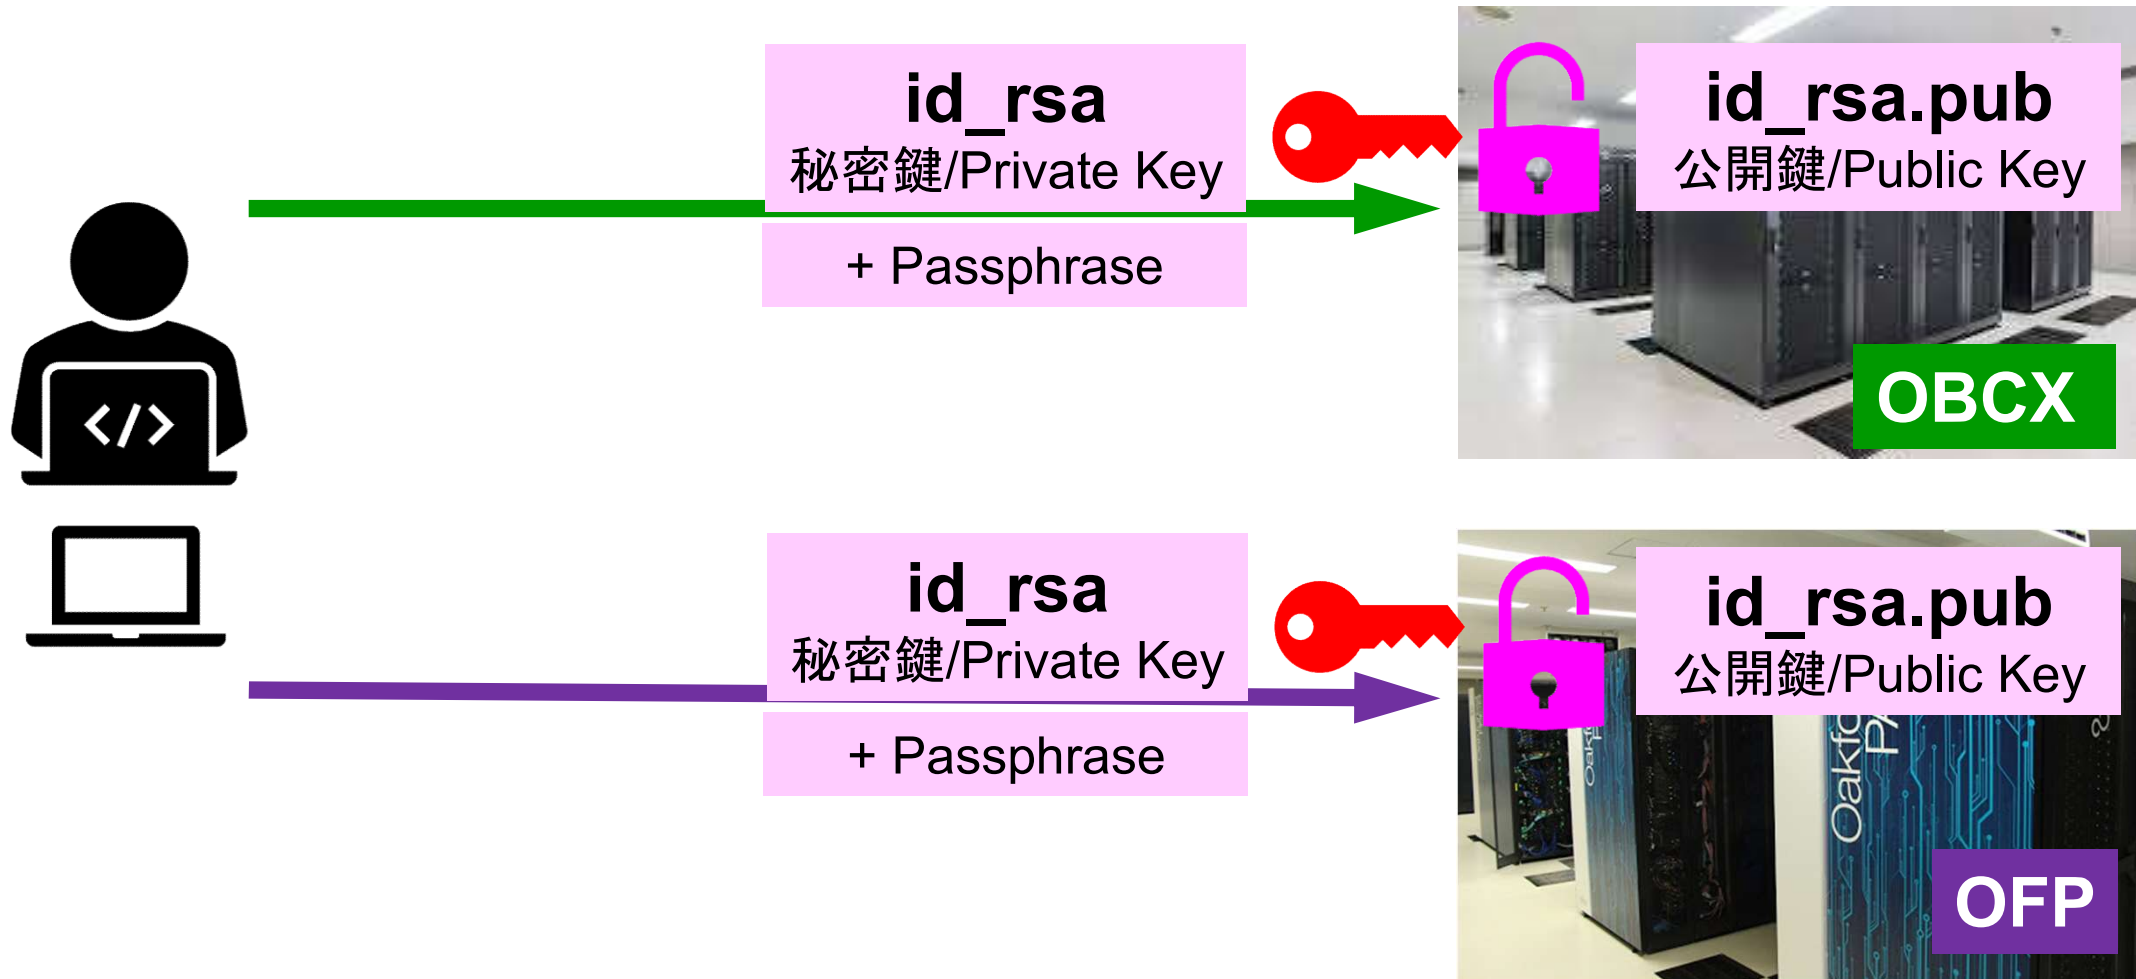 id_rsa
秘密鍵/Private Key
+ Passphrase
id_rsa.pub
公開鍵/Public Key
OBCX
</>
id_rsa
秘密鍵/Private Key
+ Passphrase
id_rsa.pub
公開鍵/Public Key
OFP